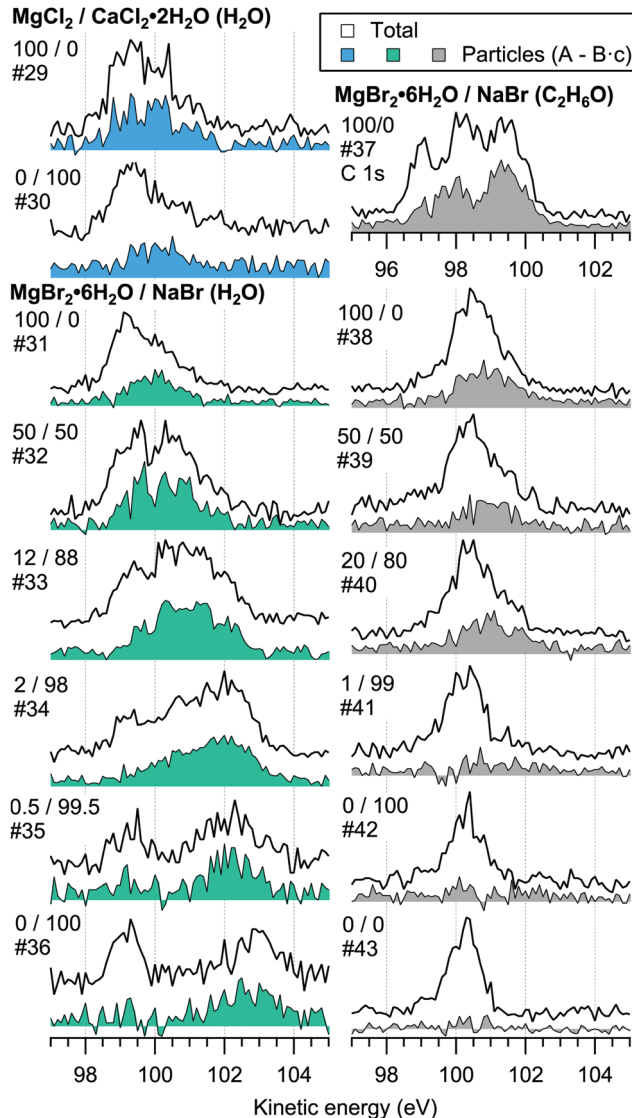 MgCl₂ / CaCl₂•2H₂O (H₂O)
100 / 0
#29
0 / 100
#30
MgBr₂•6H₂O / NaBr (H₂O)
100 / 0
#31
50 / 50
#32
12 / 88
#33
2 / 98
#34
0.5 / 99.5
#35
0 / 100
#36
98 100 102 104
Total
Particles (A - B·c)
MgBr₂•6H₂O / NaBr (C₂H₆O)
100/0
#37
C 1s
96 98 100 102
100 / 0
#38
50 / 50
#39
20 / 80
#40
1 / 99
#41
0 / 100
#42
0 / 0
#43
98 100 102 104
Kinetic energy (eV)